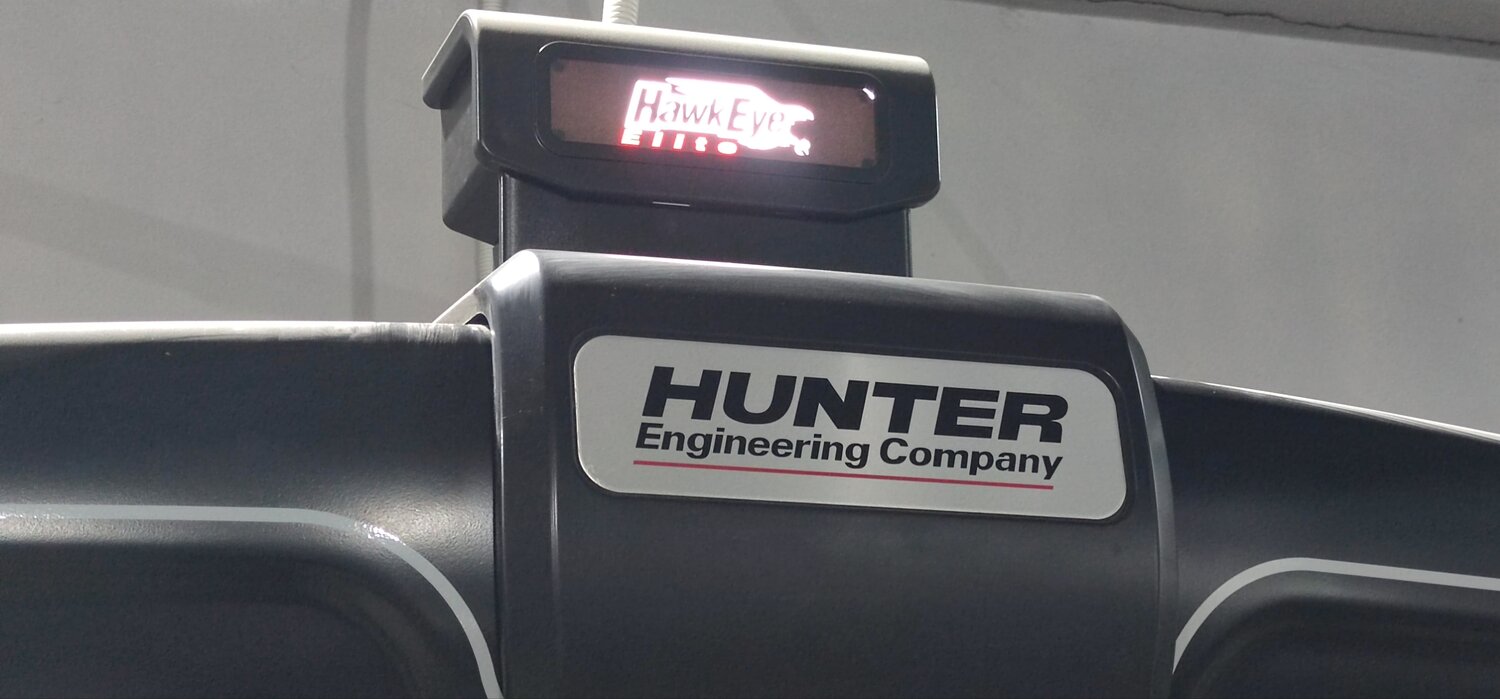 HawkEye
Elite
HUNTER
Engineering Company